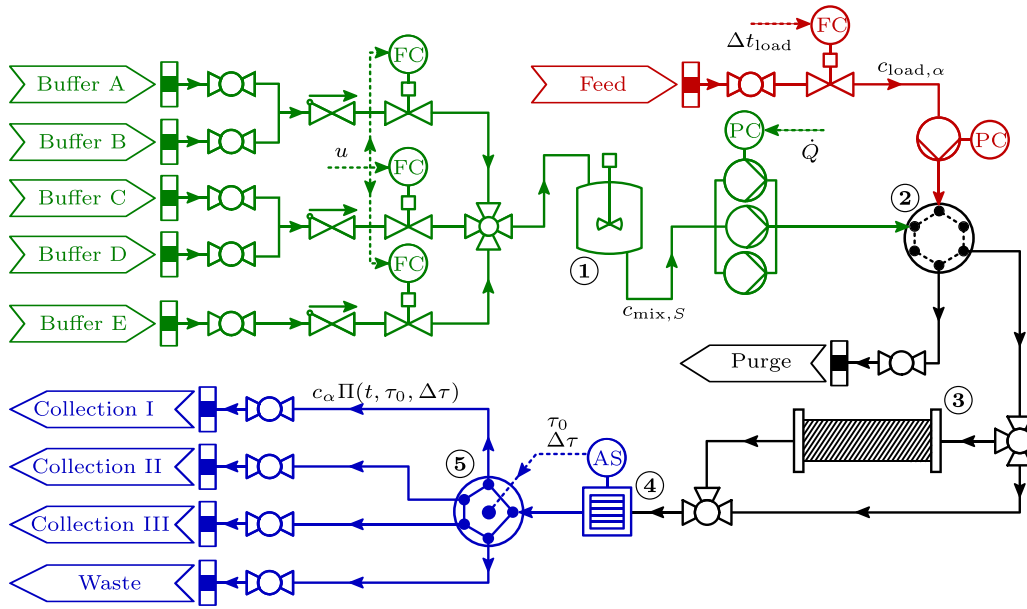 FC
Δt_load
Buffer A
FC
Feed
c_load,α
Buffer B
PC
PC
u
FC
Q̇
Buffer C
②
Buffer D
FC
①
c_mix,S
Buffer E
Purge
c_α Π(t, τ_0, Δτ)
③
Collection I
τ_0
Δτ
Collection II
⑤
AS
④
Collection III
Waste